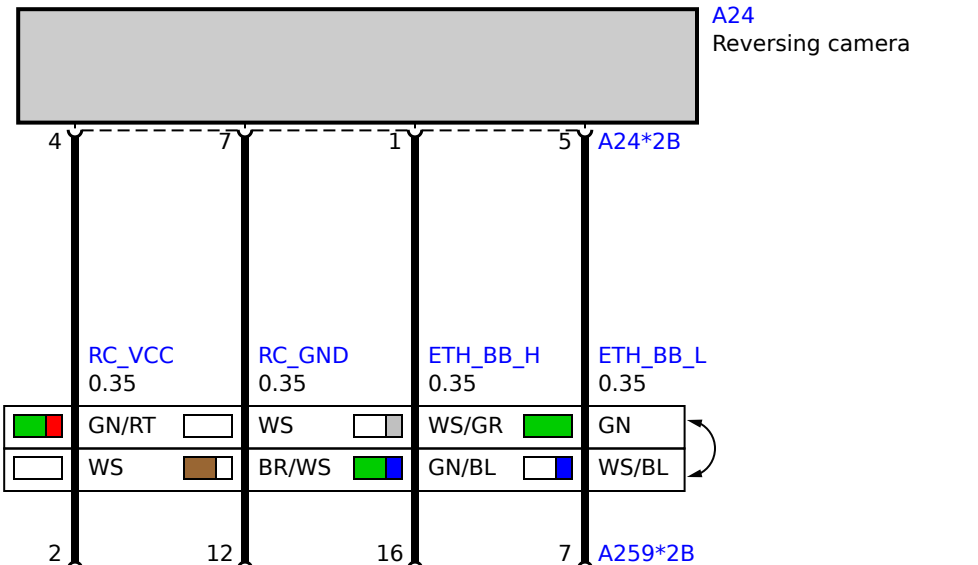 A24
Reversing camera
4 7 1 5 A24*2B
RC_VCC RC_GND ETH_BB_H ETH_BB_L
0.35 0.35 0.35 0.35
GN/RT WS WS/GR GN
WS BR/WS GN/BL WS/BL
2 12 16 7 A259*2B